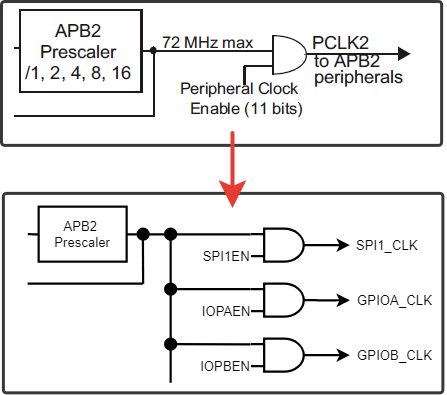 APB2
Prescaler
/1, 2, 4, 8, 16
72 MHz max
PCLK2
to APB2
peripherals
Peripheral Clock
Enable (11 bits)
APB2
Prescaler
SPI1EN
SPI1_CLK
IOPAEN
GPIOA_CLK
IOPBEN
GPIOB_CLK